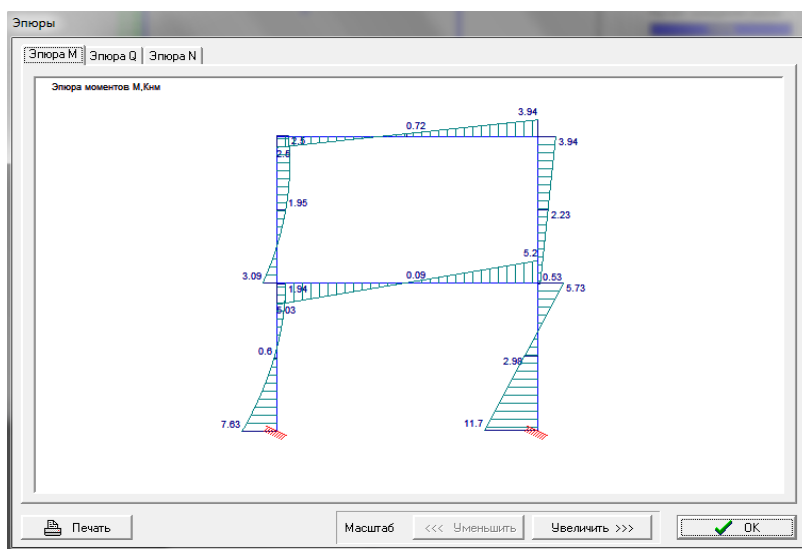 Эпюры
Эпюра M
Эпюра Q
Эпюра N
Эпюра моментов М,Кнм
3.94
0.72
2.5
3.94
2.5
1.95
2.23
5.2
3.09
0.09
0.53
1.94
5.73
5.03
0.6
2.98
7.63
11.7
Печать
Масштаб
<<< Уменьшить
Увеличить >>>
OK